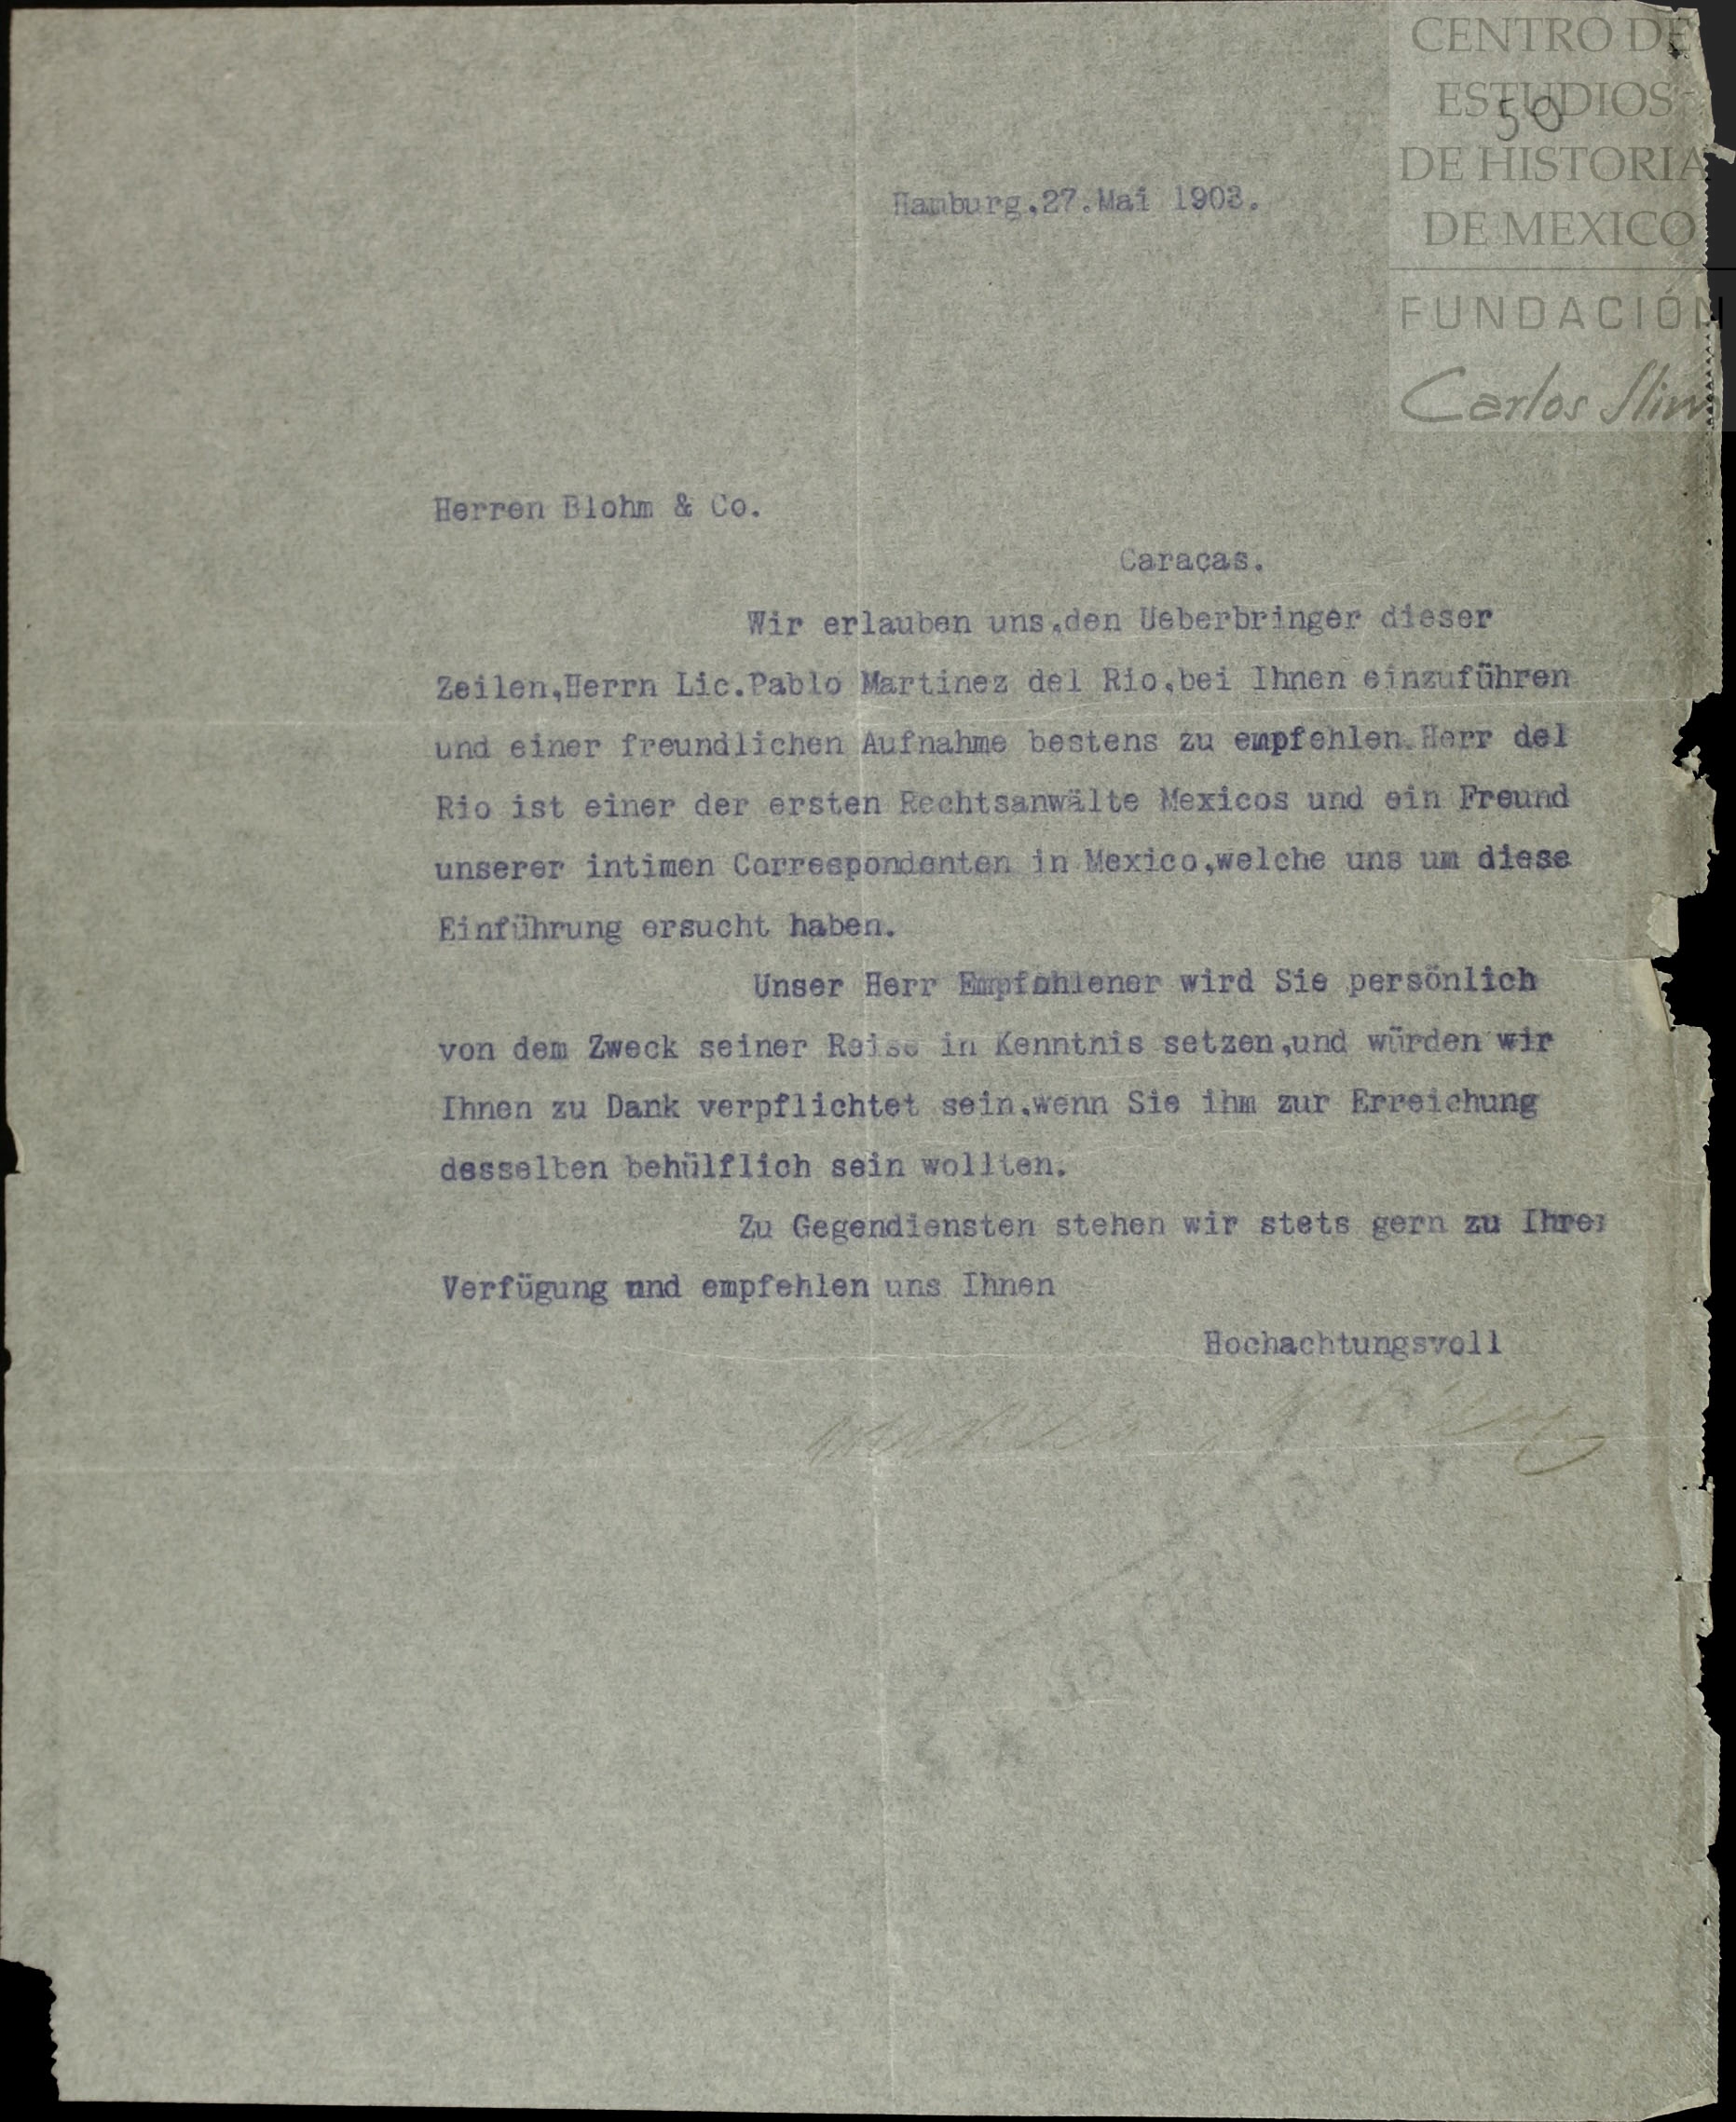 CENTRO DE
ESTUDIOS
50
DE HISTORIA
DE MEXICO
FUNDACIÓN
Carlos Slim
Hamburg,27.Mai 1903.
Herren Blohm & Co.
Caracas.
Wir erlauben uns,den Ueberbringer dieser
Zeilen,Herrn Lic.Pablo Martinez del Rio,bei Ihnen einzuführen
und einer freundlichen Aufnahme bestens zu empfehlen.Herr del
Rio ist einer der ersten Rechtsanwälte Mexicos und ein Freund
unserer intimen Correspondenten in Mexico,welche uns um diese
Einführung ersucht haben.
Unser Herr Empfohlener wird Sie persönlich
von dem Zweck seiner Reise in Kenntnis setzen,und würden wir
Ihnen zu Dank verpflichtet sein,wenn Sie ihm zur Erreichung
desselben behülflich sein wollten.
Zu Gegendiensten stehen wir stets gern zu Ihrer
Verfügung und empfehlen uns Ihnen
Hochachtungsvoll